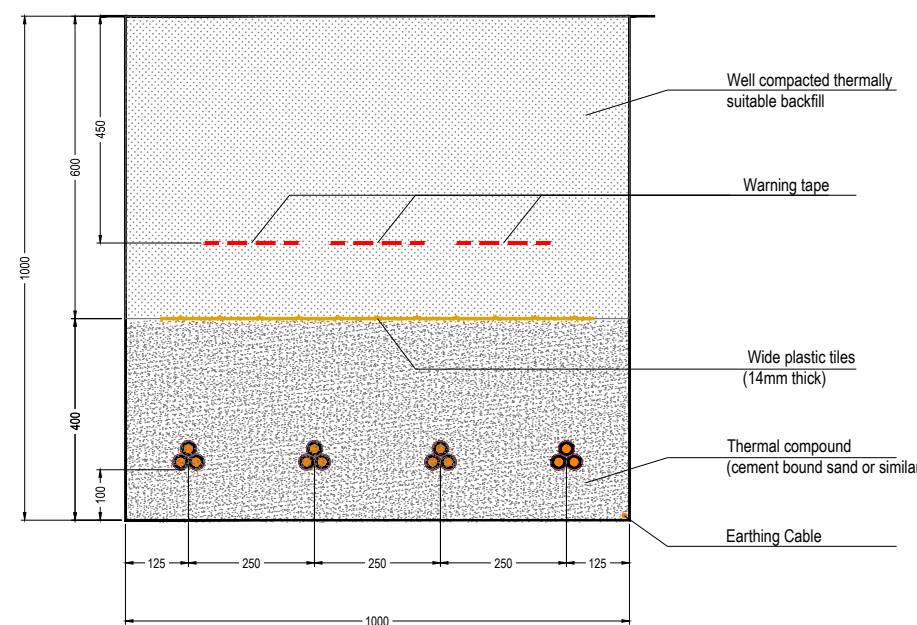 Well compacted thermally
suitable backfill
450
600
Warning tape
1000
Wide plastic tiles
(14mm thick)
400
Thermal compound
(cement bound sand or similar
100
Earthing Cable
125 250 250 250 125
1000